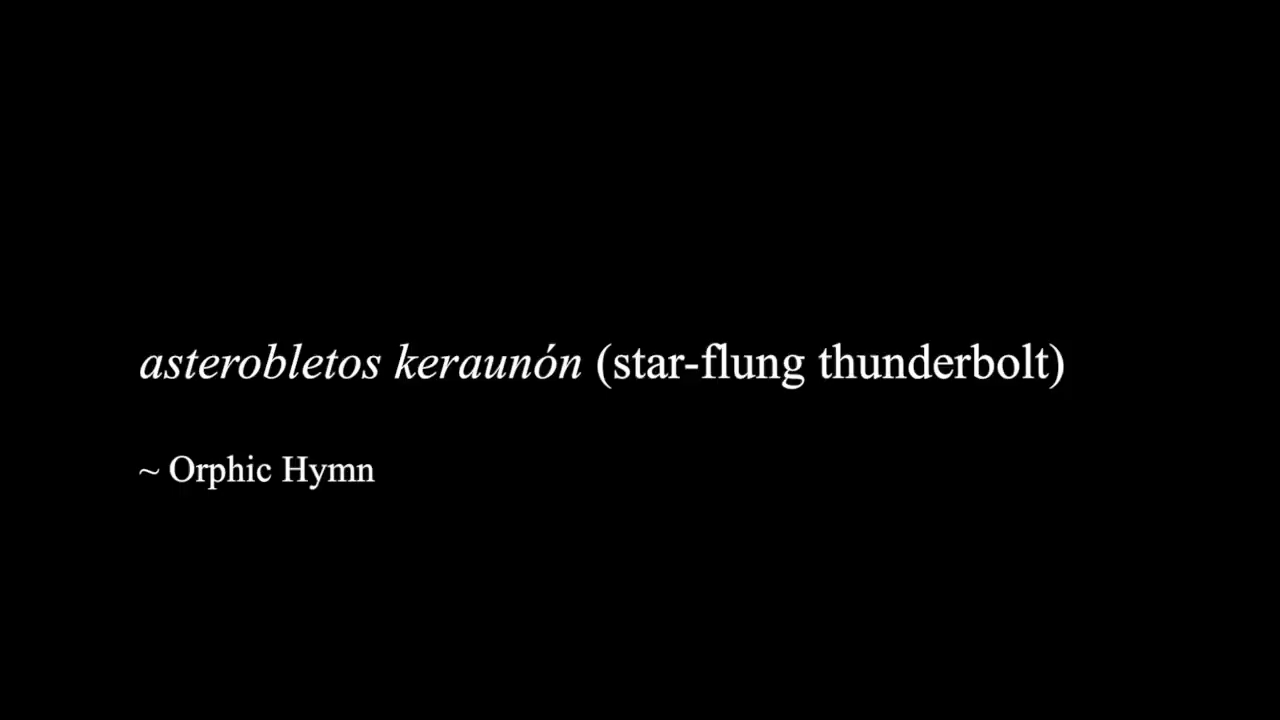 asterobletos keraunón (star-flung thunderbolt)
~ Orphic Hymn